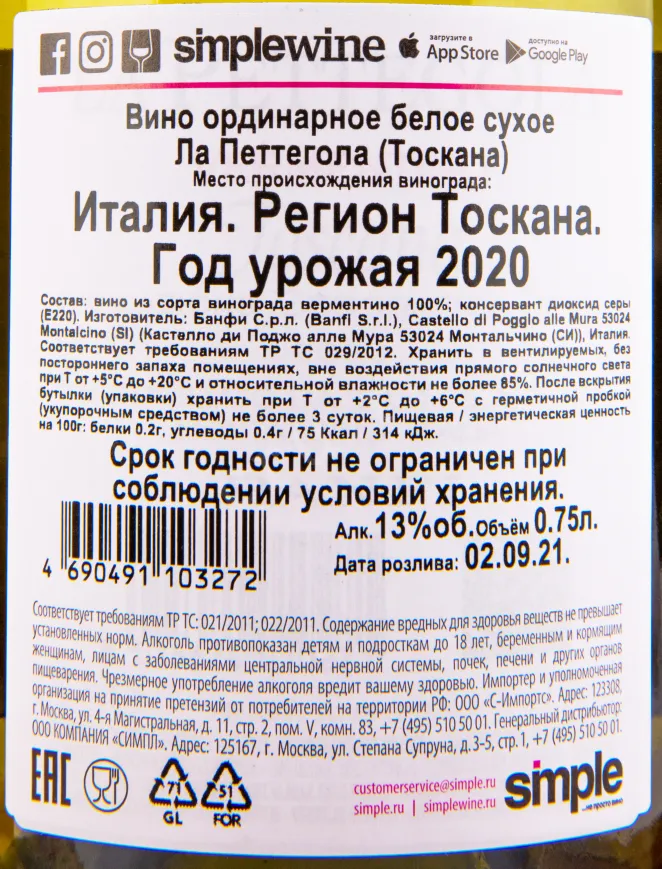 simplewine загрузите в App Store доступно на Google Play
Вино ординарное белое сухое
Ла Петтегола (Тоскана)
Место происхождения винограда:
Италия. Регион Тоскана.
Год урожая 2020
Состав: вино из сорта винограда верментино 100%; консервант диоксид серы
(Е220). Изготовитель: Банфи С.р.л. (Banfi S.r.l.), Castello di Poggio alle Mura 53024
Montalcino (SI) (Кастэлло ди Поджо алле Мура 53024 Монтальчино (СИ)), Италия.
Соответствует требованиям ТР ТС 029/2012. Хранить в вентилируемых, без
постороннего запаха помещениях, вне воздействия прямого солнечного света
при Т от +5°С до +20°С и относительной влажности не более 85%. После вскрытия
бутылки (упаковки) хранить при Т от +2°С до +6°С с герметичной пробкой
(укупорочным средством) не более 3 суток. Пищевая / энергетическая ценность
на 100г: белки 0.2г, углеводы 0.4г / 75 Ккал / 314 кДж.
Срок годности не ограничен при
соблюдении условий хранения.
Алк.13%об.Объём 0.75л.
Дата розлива: 02.09.21.
4 690491 103272
Соответствует требованиям ТР ТС: 021/2011; 022/2011. Содержание вредных для здоровья веществ не превышает
установленных норм. Алкоголь противопоказан детям и подросткам до 18 лет, беременным и кормящим
женщинам, лицам с заболеваниями центральной нервной системы, почек, печени и других органов
пищеварения. Чрезмерное употребление алкоголя вредит вашему здоровью. Импортер и уполномоченная
организация на принятие претензий от потребителей на территории РФ: ООО «С-Импортс». Адрес: 123308,
г. Москва, ул. 4-я Магистральная, д. 11, стр. 2, пом. V, комн. 83, +7 (495) 510 50 01. Генеральный дистрибьютор:
ООО КОМПАНИЯ «СИМПЛ». Адрес: 125167, г. Москва, ул. Степана Супруна, д. 3-5, стр. 1, +7 (495) 510 50 01.
EAC
71
GL
51
FOR
customerservice@simple.ru
simple.ru | simplewine.ru
simple
...не просто вино